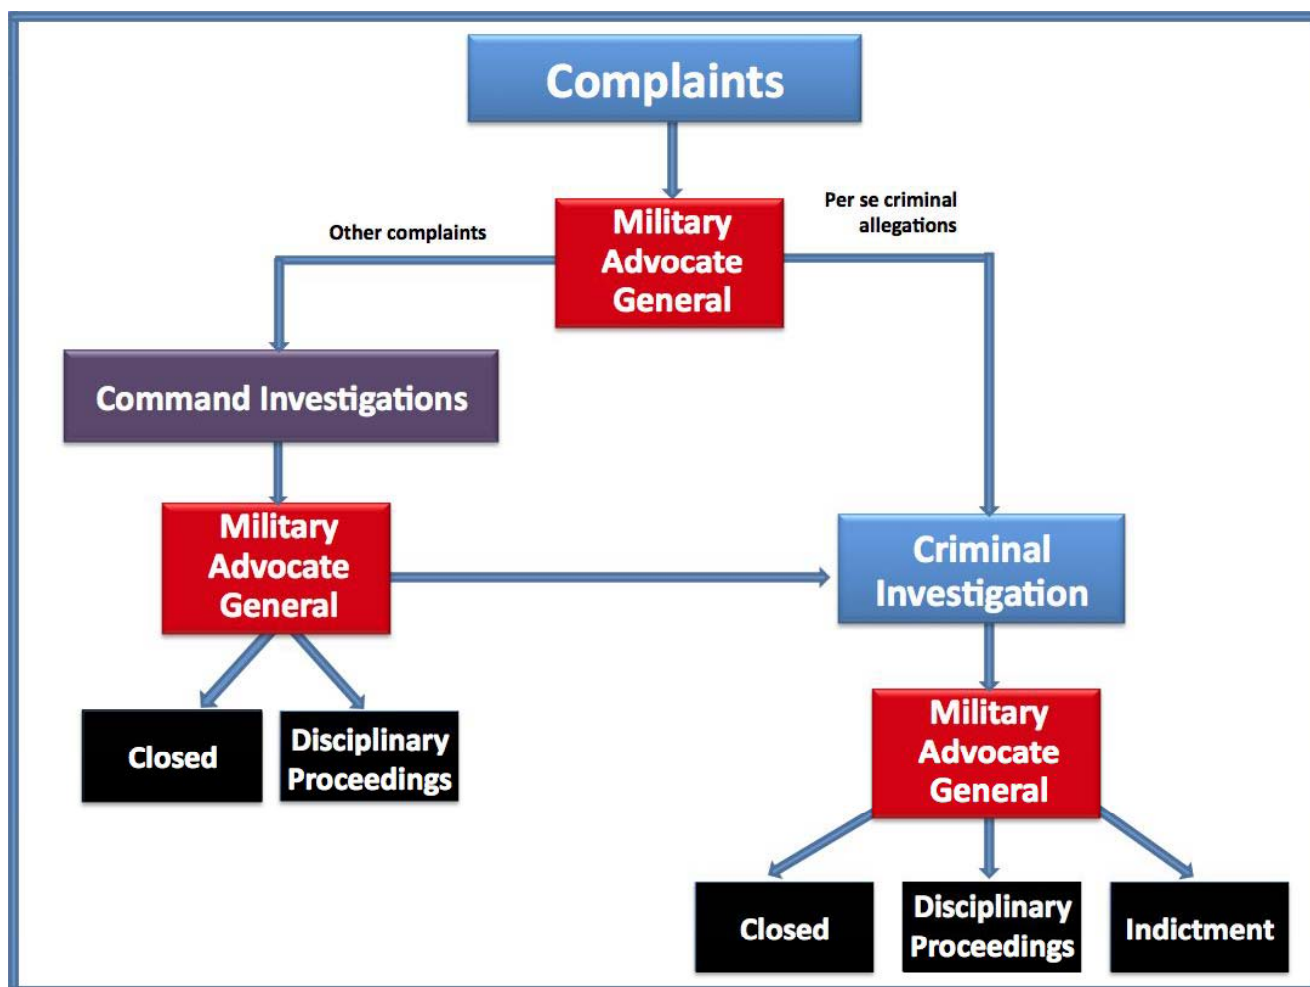 Complaints
Per se criminal
allegations
Other complaints
Military
Advocate
General
Command Investigations
Military
Advocate
General
Criminal
Investigation
Closed
Disciplinary
Proceedings
Military
Advocate
General
Closed
Disciplinary
Proceedings
Indictment